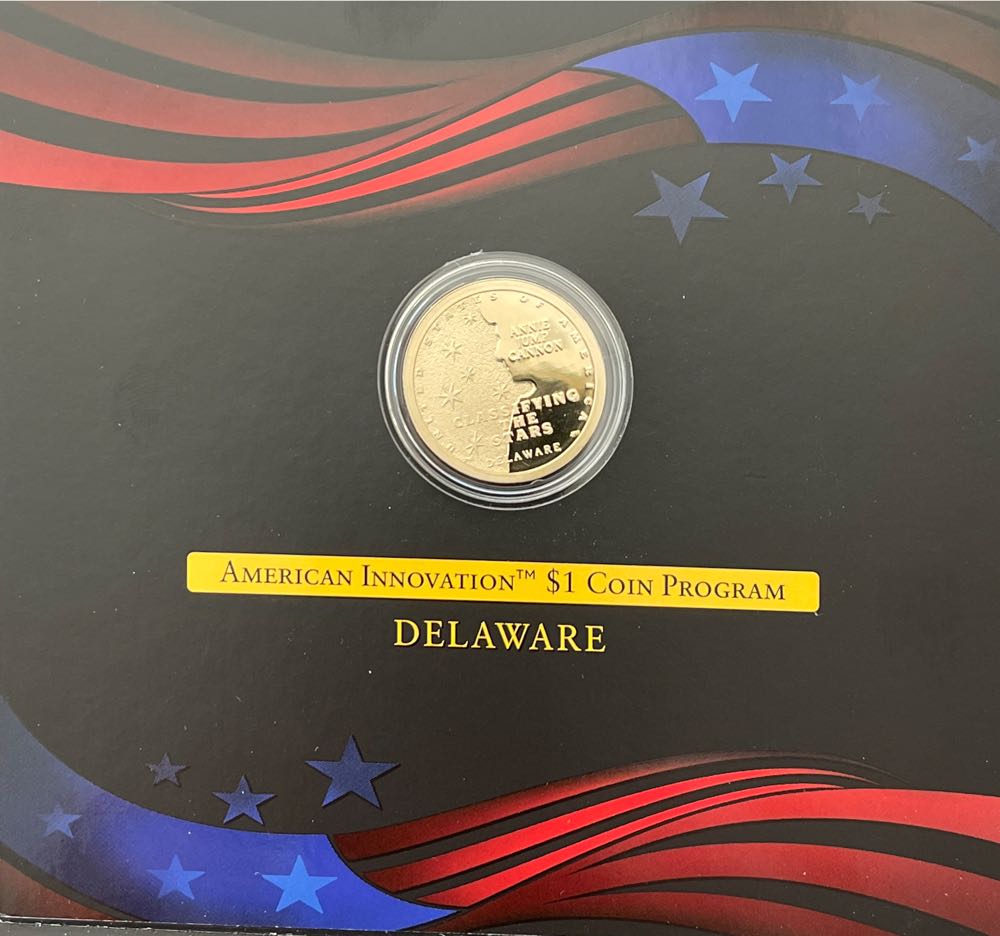 UNITED STATES OF AMERICA
ANNIE
JUMP
CANNON
CLASSIFYING
THE
STARS
DELAWARE
AMERICAN INNOVATION™ $1 COIN PROGRAM
DELAWARE